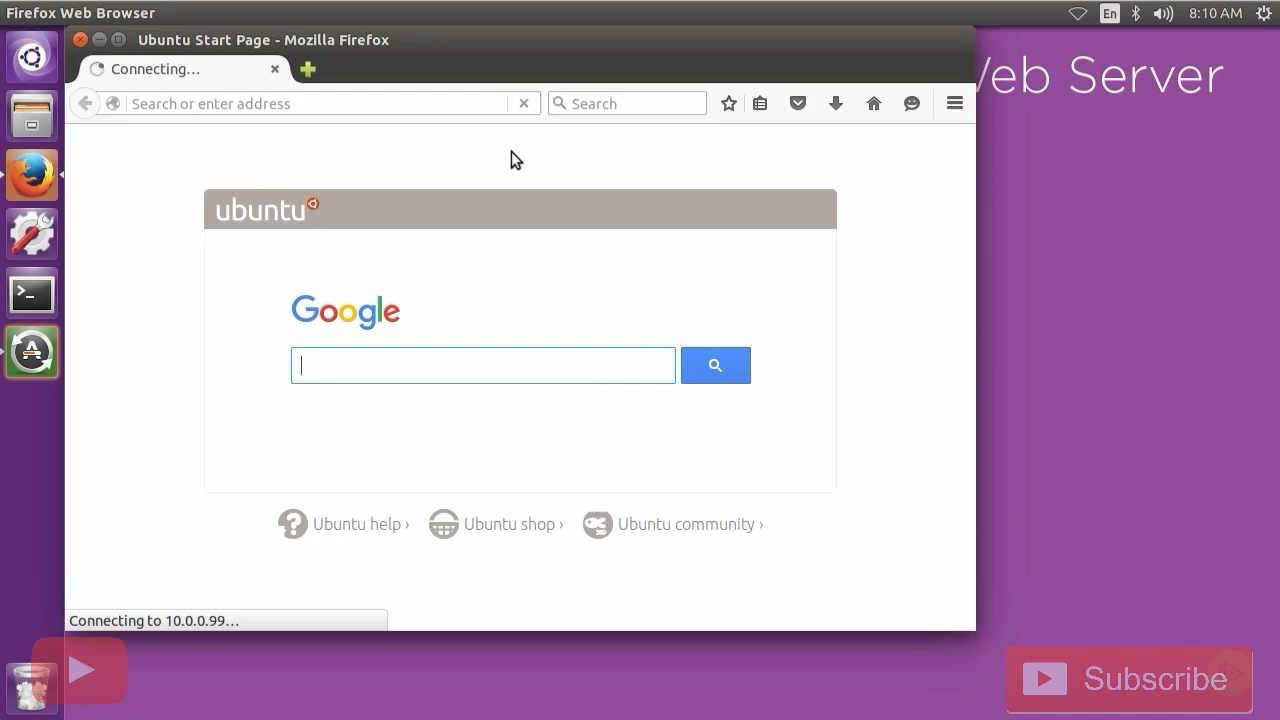 Firefox Web Browser
En
8:10 AM
Ubuntu Start Page - Mozilla Firefox
Connecting...
Web Server
Search or enter address
Search
ubuntu
Google
Ubuntu help ›
Ubuntu shop ›
Ubuntu community ›
Connecting to 10.0.0.99...
Subscribe